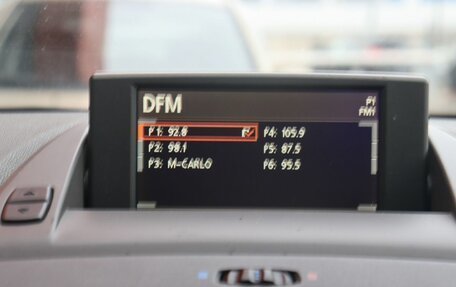 DFM
P1
FM1
P1: 92.8
P2: 98.1
P3: M-CARLO
P4: 105.9
P5: 87.5
P6: 95.5